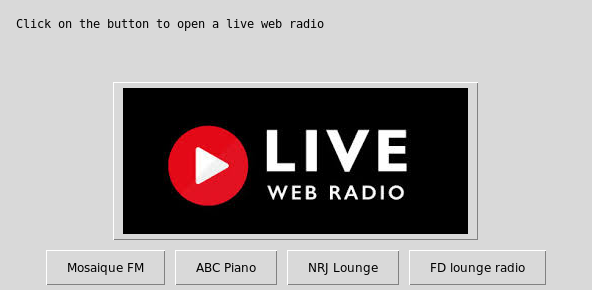 Click on the button to open a live web radio
LIVE
WEB RADIO
Mosaique FM
ABC Piano
NRJ Lounge
FD lounge radio